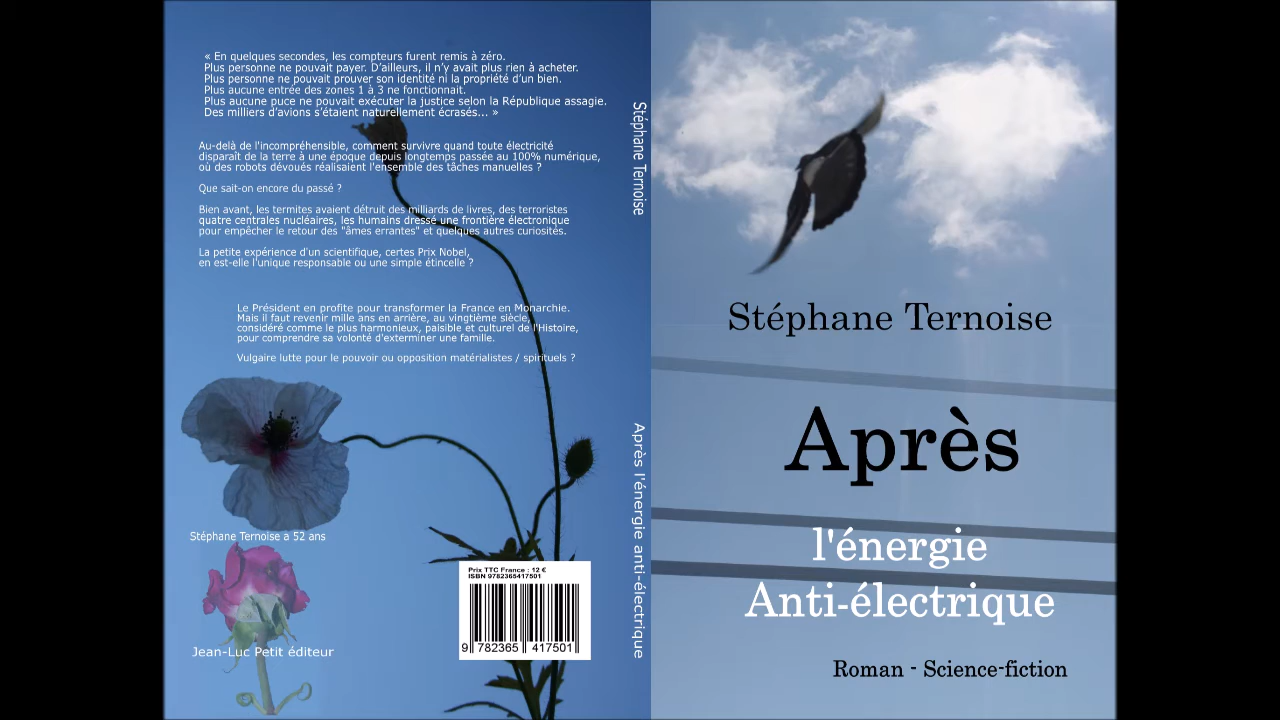 « En quelques secondes, les compteurs furent remis à zéro.
Plus personne ne pouvait payer. D'ailleurs, il n'y avait plus rien à acheter.
Plus personne ne pouvait prouver son identité ni la propriété d'un bien.
Plus aucune entrée des zones 1 à 3 ne fonctionnait.
Plus aucune puce ne pouvait exécuter la justice selon la République assagie.
Des milliers d'avions s'étaient naturellement écrasés... »
Au-delà de l'incompréhensible, comment survivre quand toute électricité
disparaît de la terre à une époque depuis longtemps passée au 100% numérique,
où des robots dévoués réalisaient l'ensemble des tâches manuelles ?
Que sait-on encore du passé ?
Bien avant, les termites avaient détruit des milliards de livres, des terroristes
quatre centrales nucléaires, les humains dressé une frontière électronique
pour empêcher le retour des "âmes errantes" et quelques autres curiosités.
La petite expérience d'un scientifique, certes Prix Nobel,
en est-elle l'unique responsable ou une simple étincelle ?
Le Président en profite pour transformer la France en Monarchie.
Mais il faut revenir mille ans en arrière, au vingtième siècle,
considéré comme le plus harmonieux, paisible et culturel de l'Histoire,
pour comprendre sa volonté d'exterminer une famille.
Vulgaire lutte pour le pouvoir ou opposition matérialistes / spirituels ?
Stéphane Ternoise a 52 ans
Jean-Luc Petit éditeur
Prix TTC France : 12 €
ISBN 9782365417501
9 782365 417501
Stéphane Ternoise
Après l'énergie anti-électrique
Stéphane Ternoise
Après
l'énergie
Anti-électrique
Roman - Science-fiction